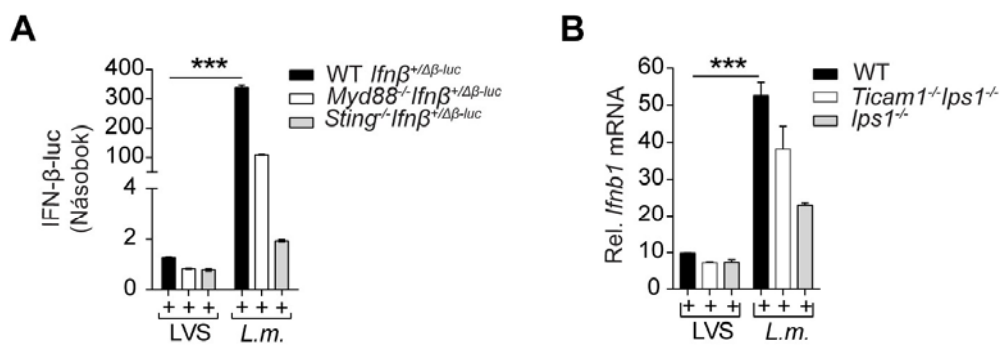 A
IFN-β-luc
(Násobok)
400
300
200
100
4
2
0
***
WT Ifnβ+/Δβ-luc
Myd88-/-Ifnβ+/Δβ-luc
Sting-/-Ifnβ+/Δβ-luc
+ + + + + +
LVS L.m.
B
Rel. Ifnb1 mRNA
60
50
40
30
20
10
0
***
WT
Ticam1-/-Ips1-/-
Ips1-/-
+ + + + + +
LVS L.m.